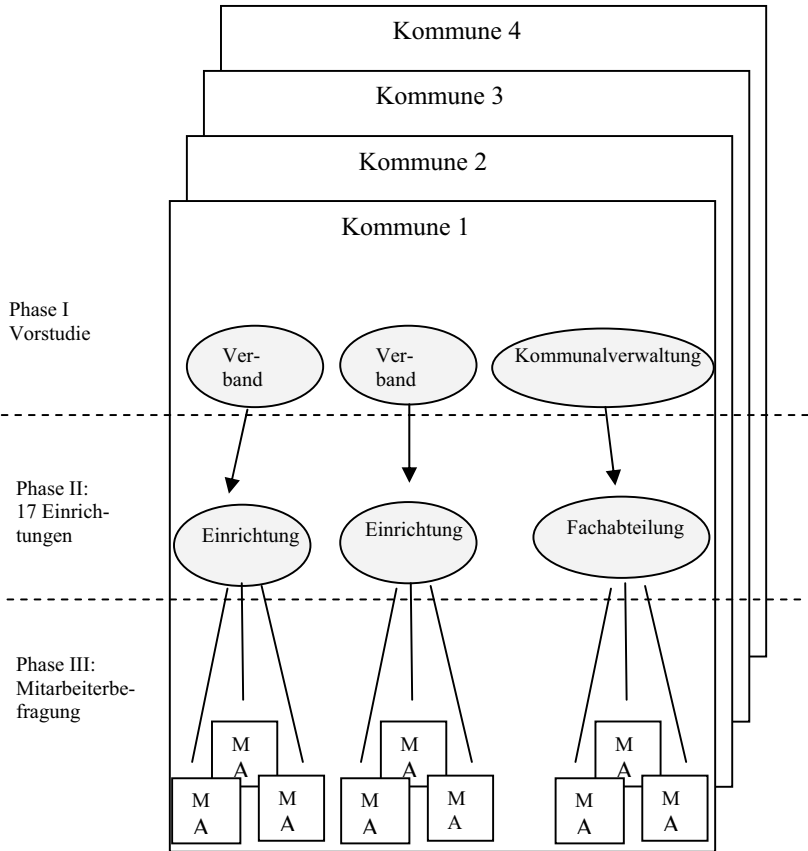 Kommune 4
Kommune 3
Kommune 2
Kommune 1
Phase I
Vorstudie
Ver-
band
Ver-
band
Kommunalverwaltung
Phase II:
17 Einrich-
tungen
Einrichtung
Einrichtung
Fachabteilung
Phase III:
Mitarbeiterbe-
fragung
M
A
M
A
M
A
M
A
M
A
M
A
M
A
M
A
M
A